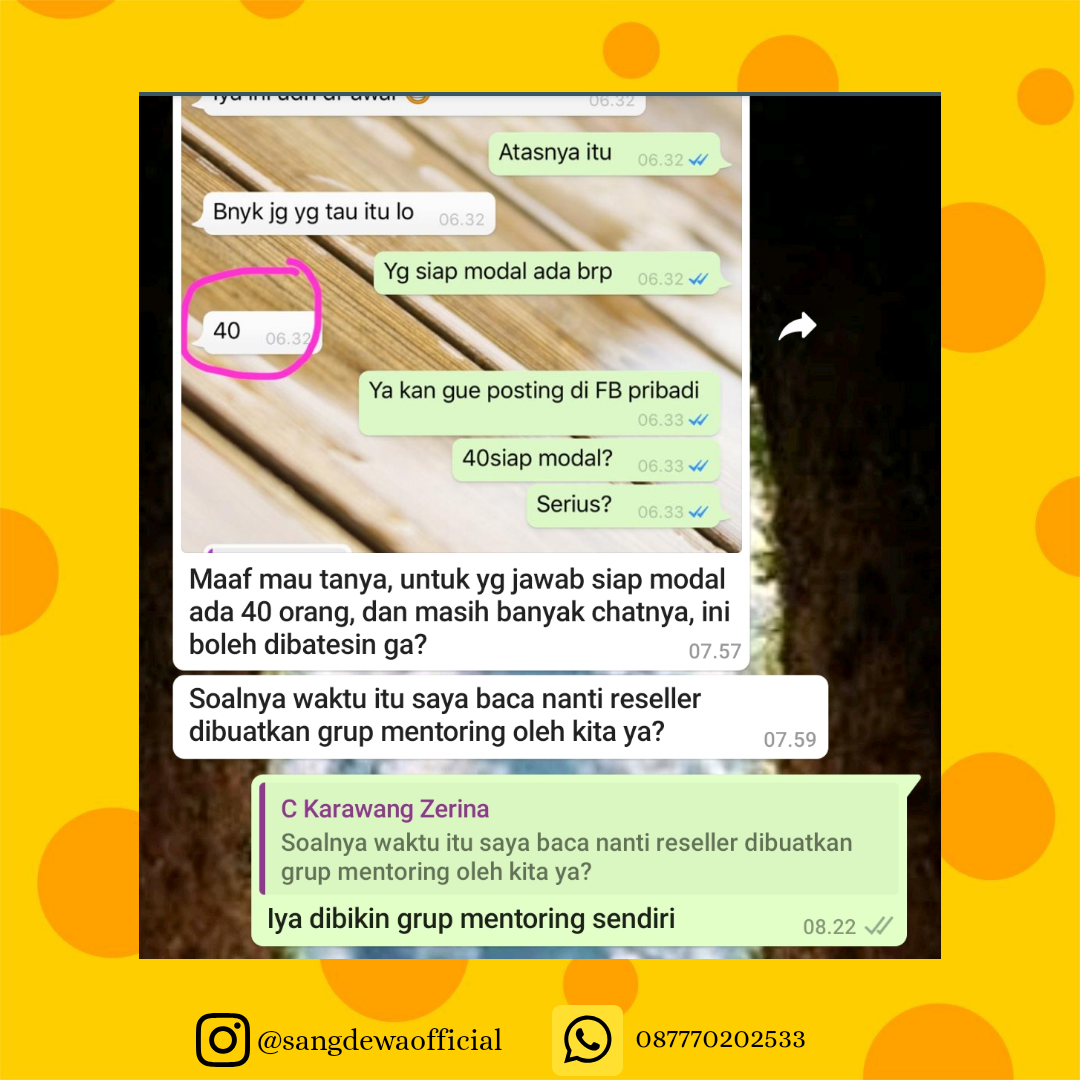 Iya ini udh di awal 06.32
Atasnya itu 06.32
Bnyk jg yg tau itu lo 06.32
Yg siap modal ada brp 06.32
40 06.32
Ya kan gue posting di FB pribadi
06.33
40siap modal? 06.33
Serius? 06.33
Maaf mau tanya, untuk yg jawab siap modal
ada 40 orang, dan masih banyak chatnya, ini
boleh dibatesin ga?
07.57
Soalnya waktu itu saya baca nanti reseller
dibuatkan grup mentoring oleh kita ya?
07.59
C Karawang Zerina
Soalnya waktu itu saya baca nanti reseller dibuatkan
grup mentoring oleh kita ya?
Iya dibikin grup mentoring sendiri
08.22
@sangdewaofficial
087770202533